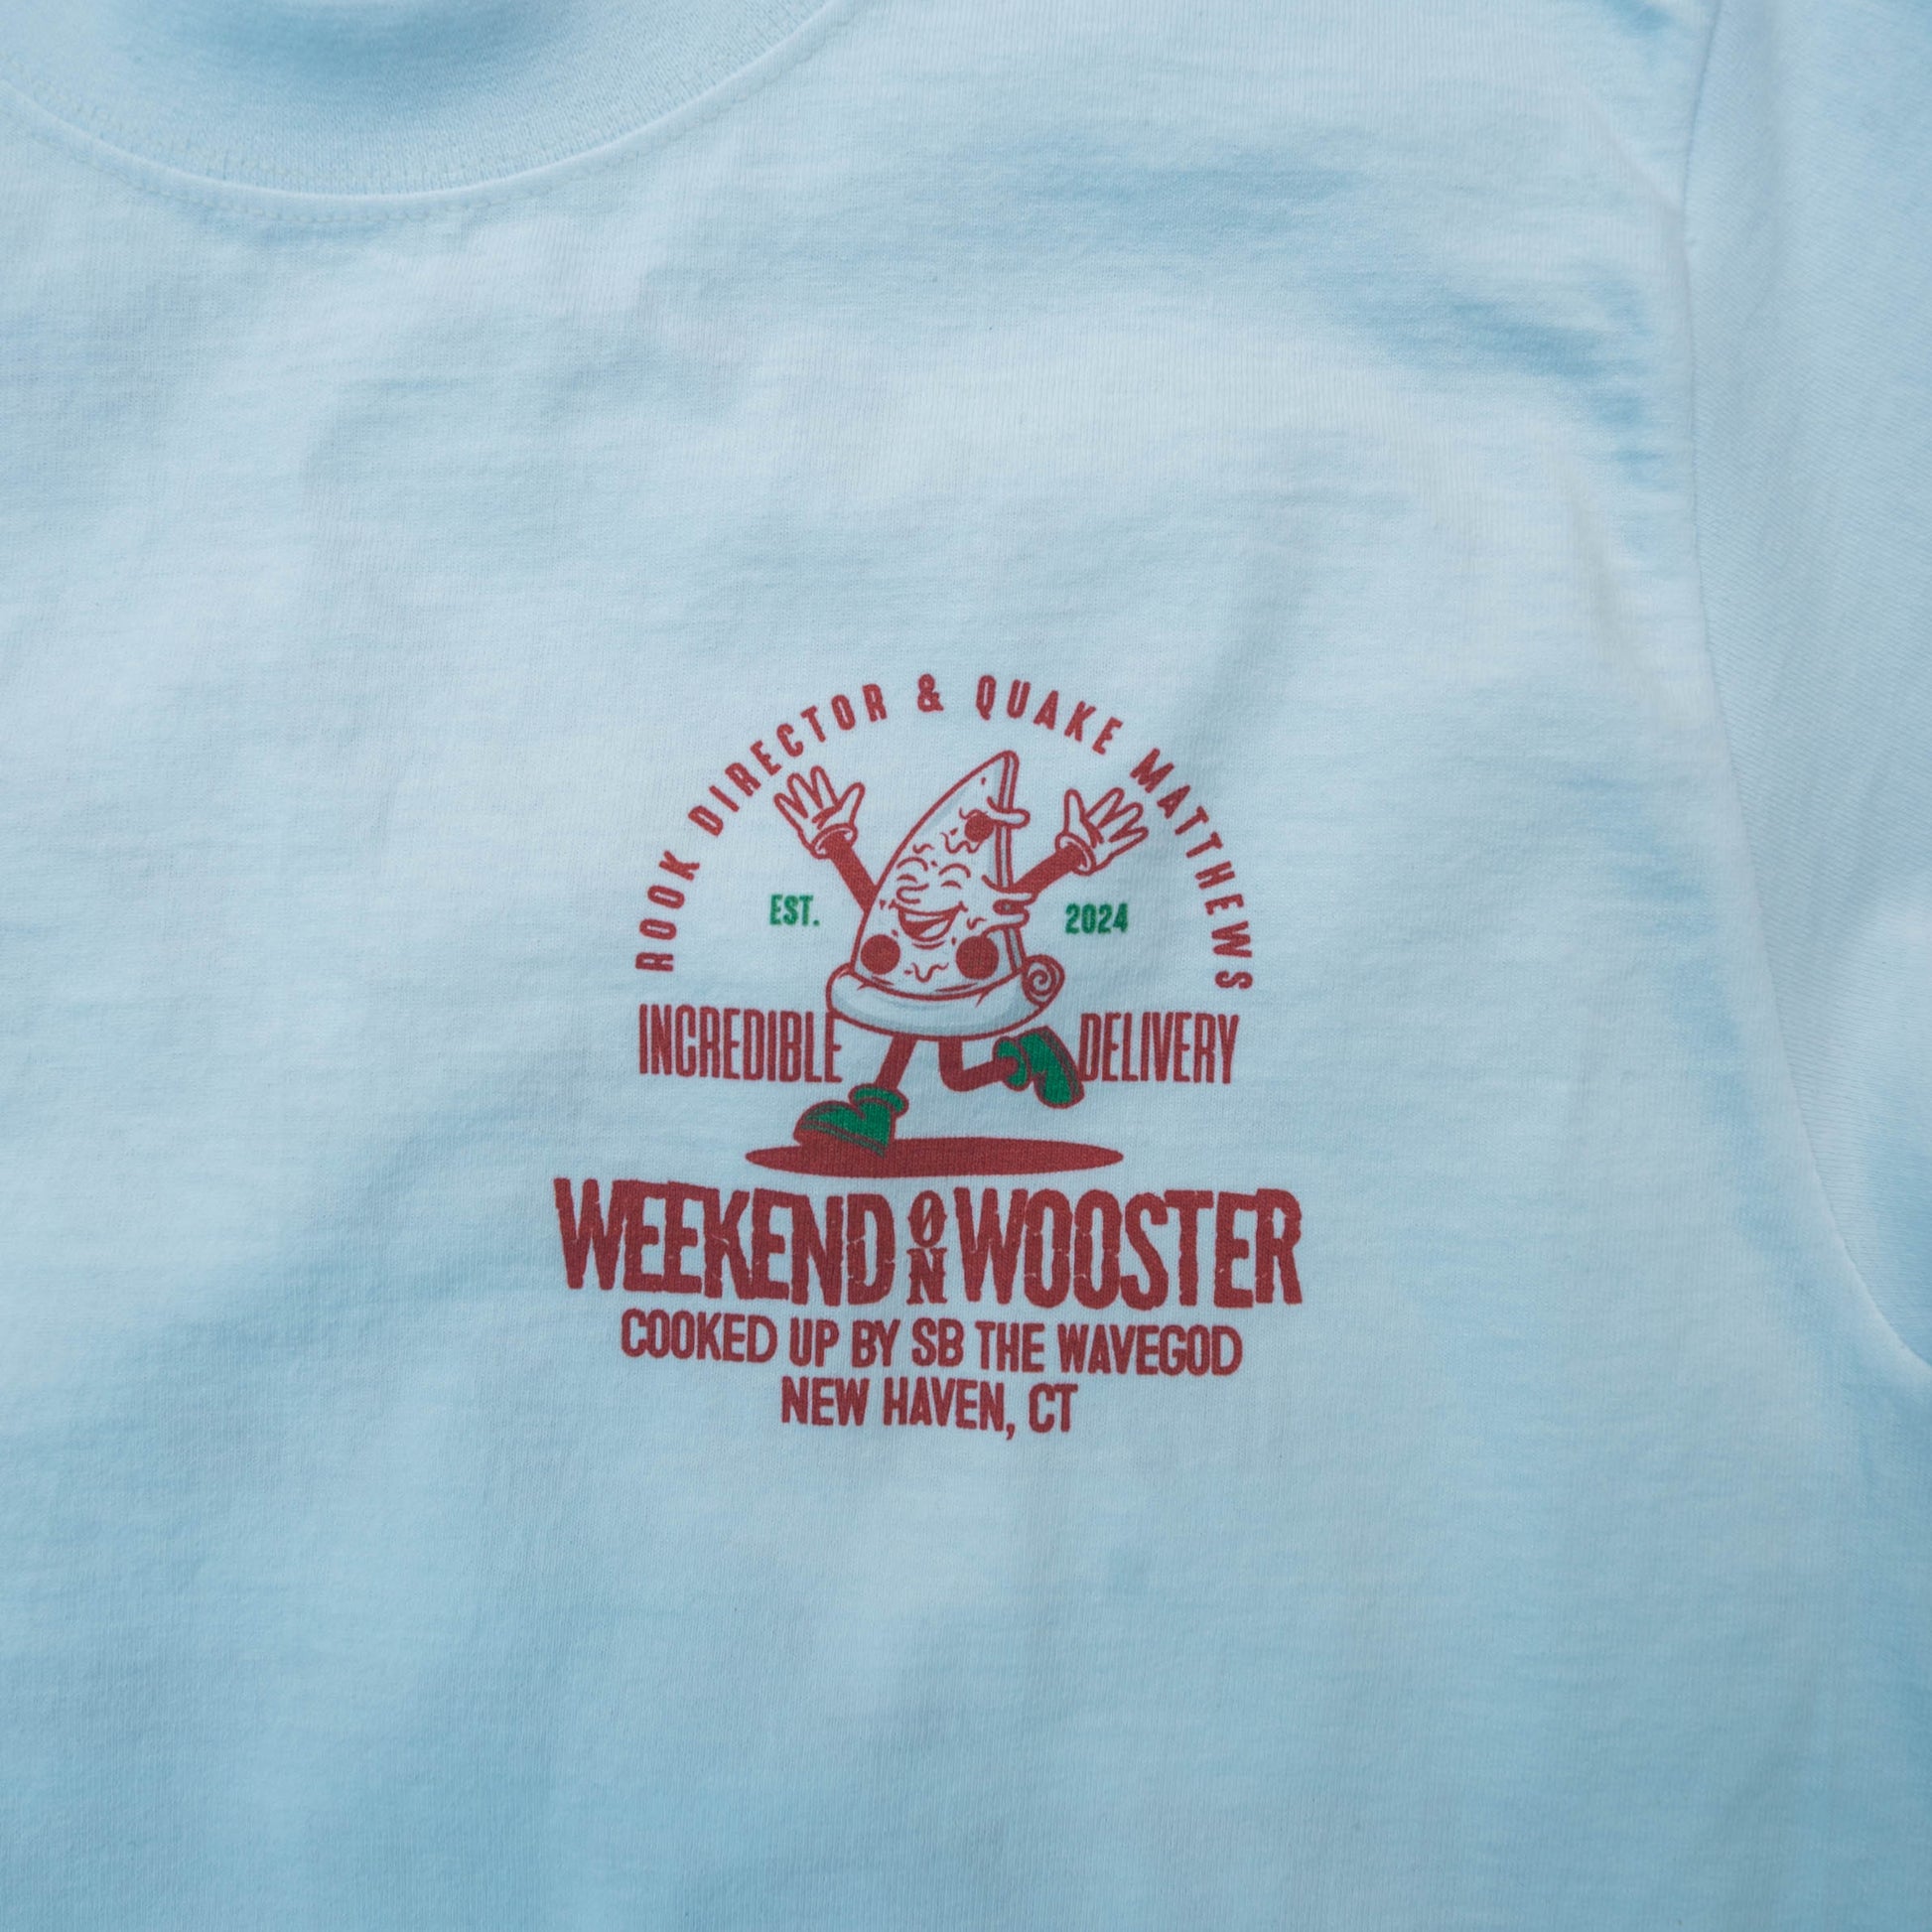 ROOK DIRECTOR & QUAKE MATTHEWS
EST. 2024
INCREDIBLE DELIVERY
WEEKEND ON WOOSTER
COOKED UP BY SB THE WAVEGOD
NEW HAVEN, CT